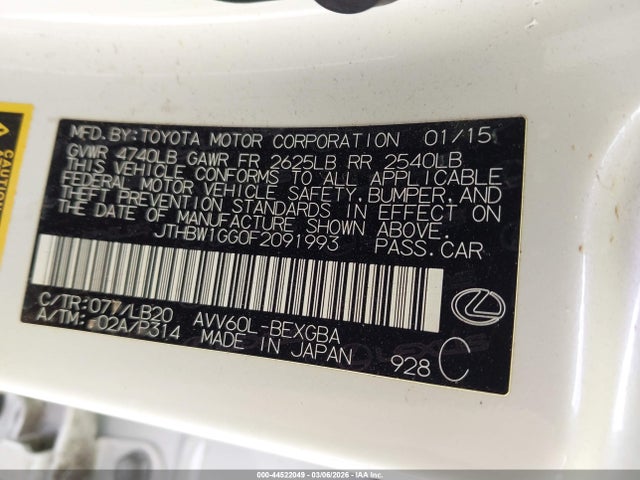 MFD. BY: TOYOTA MOTOR CORPORATION 01/15
GVWR 4740LB GAWR FR 2625LB RR 2540LB
THIS VEHICLE CONFORMS TO ALL APPLICABLE
FEDERAL MOTOR VEHICLE SAFETY, BUMPER, AND
THEFT PREVENTION STANDARDS IN EFFECT ON
THE DATE OF MANUFACTURE SHOWN ABOVE.
JTHBW1GG0F2091993 PASS.CAR
C/TR:077/LB20 AVV60L-BEXGBA
A/TM: -02A/P314 MADE IN JAPAN 928 C
CAUTION
000-44522049 | 03/06/2026 | IAA Auctions